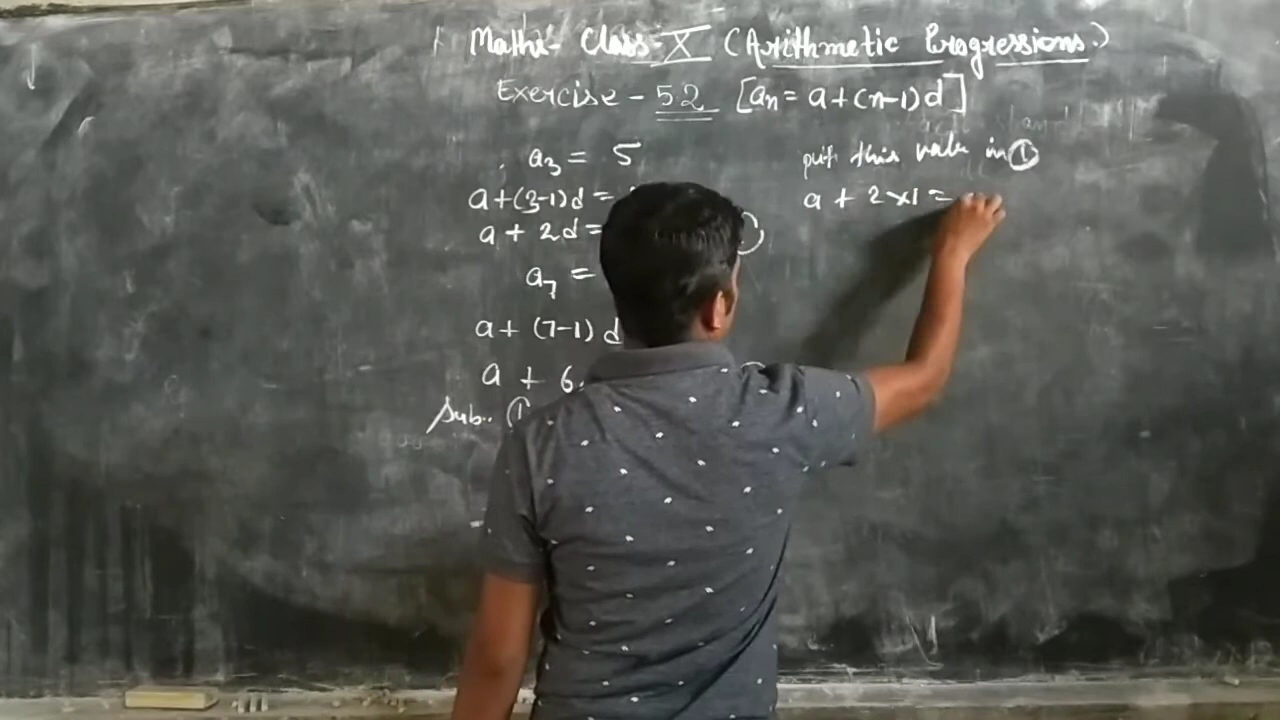 Maths - Class - X (Arithmetic Progressions.)
Exercise - 5.2 [aₙ = a + (n-1) d]
a₃ = 5
a + (3-1) d =
a + 2d =
a₇ =
a + (7-1) d
a + 6
Sub.. ①
put this value in ①
a + 2 × 1 =